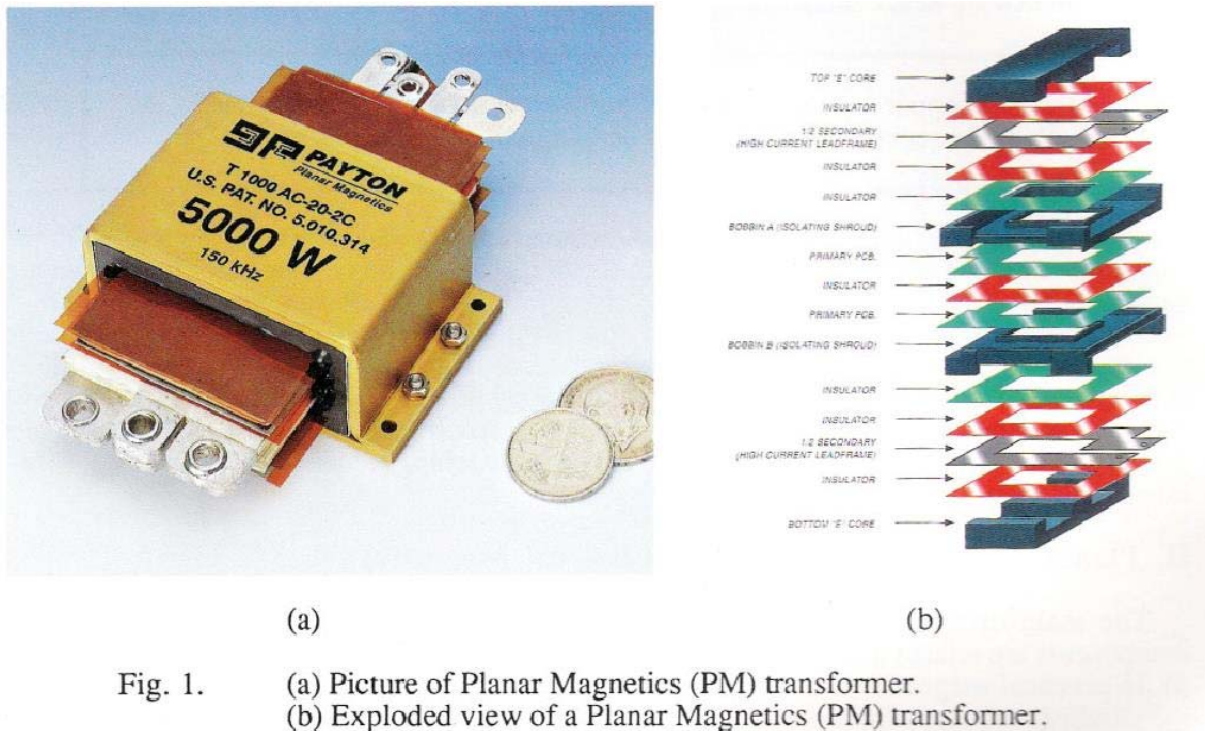 PAYTON
Planar Magnetics
T 1000 AC-20-2C
U.S. PAT. NO. 5.010.314
5000 W
150 kHz
TOP "E" CORE
INSULATOR
1/2 SECONDARY
(HIGH CURRENT LEADFRAME)
INSULATOR
INSULATOR
BOBBIN A (ISOLATING SHROUD)
PRIMARY PCB.
INSULATOR
PRIMARY PCB.
BOBBIN B (ISOLATING SHROUD)
INSULATOR
INSULATOR
1/2 SECONDARY
(HIGH CURRENT LEADFRAME)
INSULATOR
BOTTOM "E" CORE
(a)
(b)
Fig. 1. (a) Picture of Planar Magnetics (PM) transformer.
(b) Exploded view of a Planar Magnetics (PM) transformer.